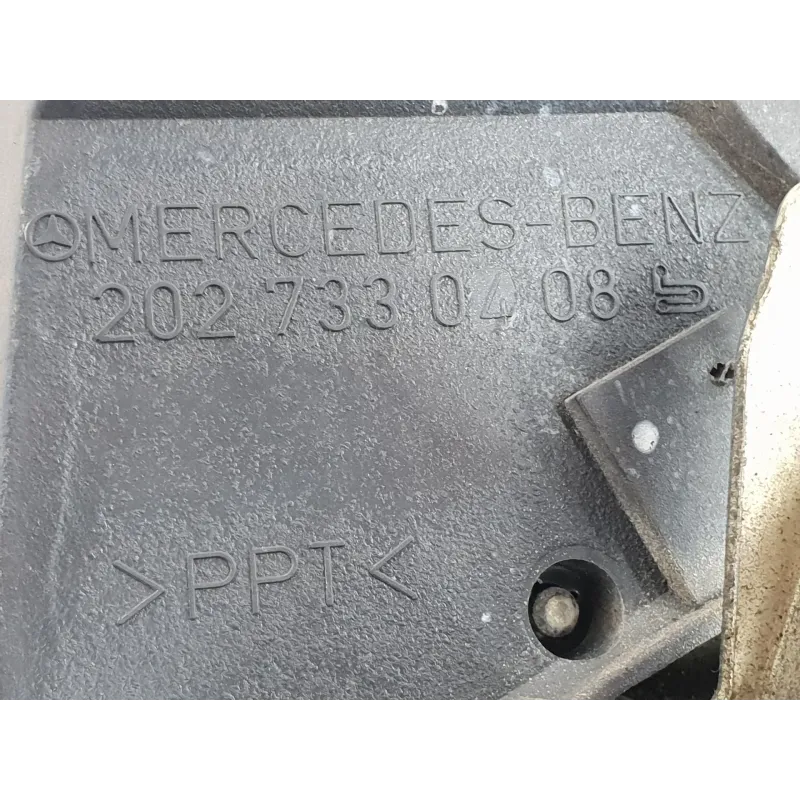 MERCEDES-BENZ
202 733 04 08
>PPT<